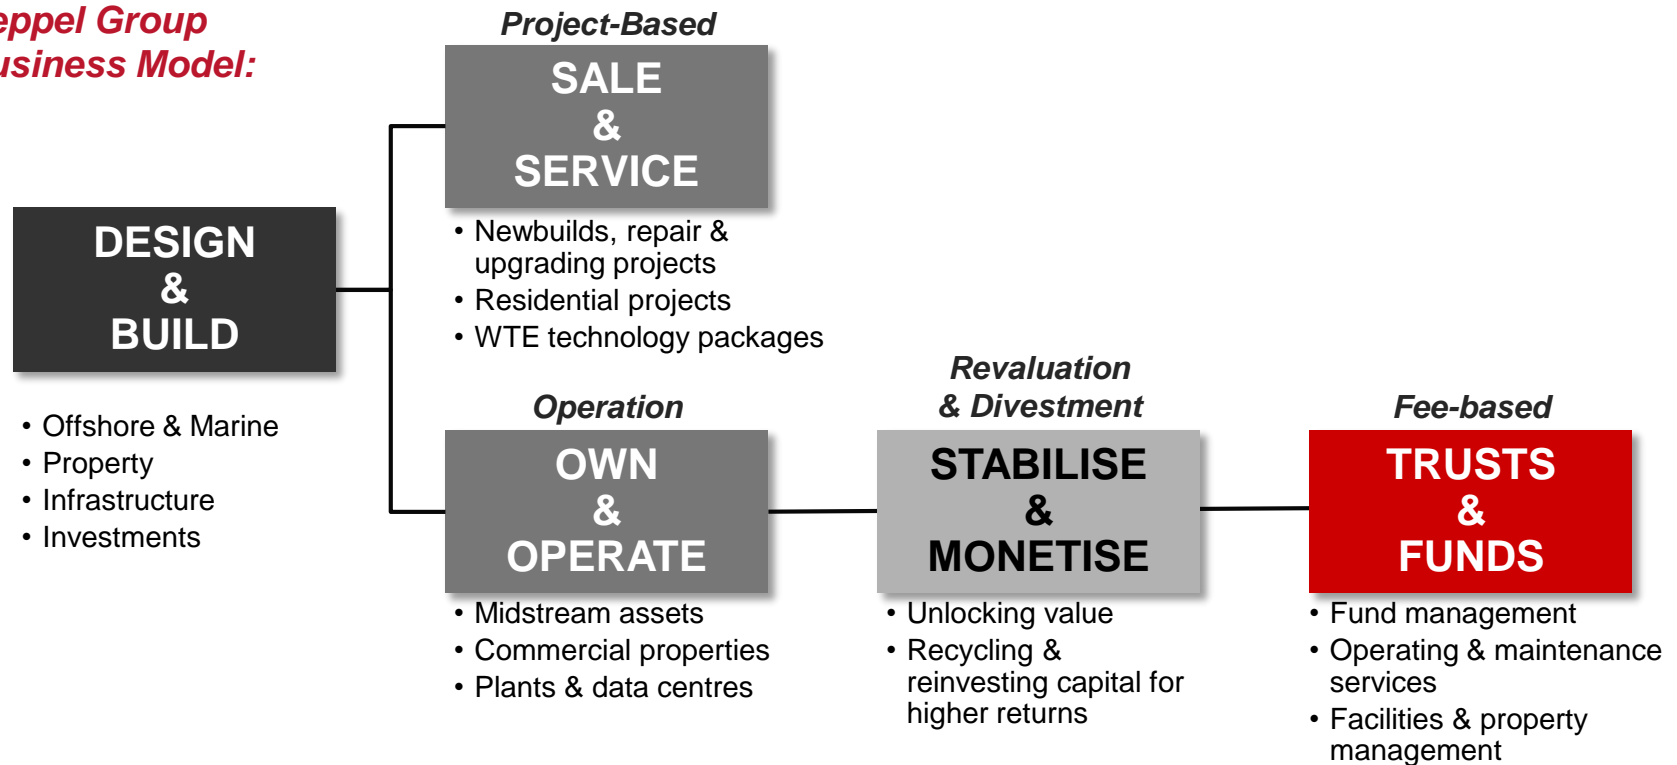 eppel Group
usiness Model:
Project-Based
SALE
&
SERVICE
• Newbuilds, repair &
upgrading projects
• Residential projects
• WTE technology packages
DESIGN
&
BUILD
• Offshore & Marine
• Property
• Infrastructure
• Investments
Operation
OWN
&
OPERATE
• Midstream assets
• Commercial properties
• Plants & data centres
Revaluation
& Divestment
STABILISE
&
MONETISE
• Unlocking value
• Recycling &
reinvesting capital for
higher returns
Fee-based
TRUSTS
&
FUNDS
• Fund management
• Operating & maintenance
services
• Facilities & property
management